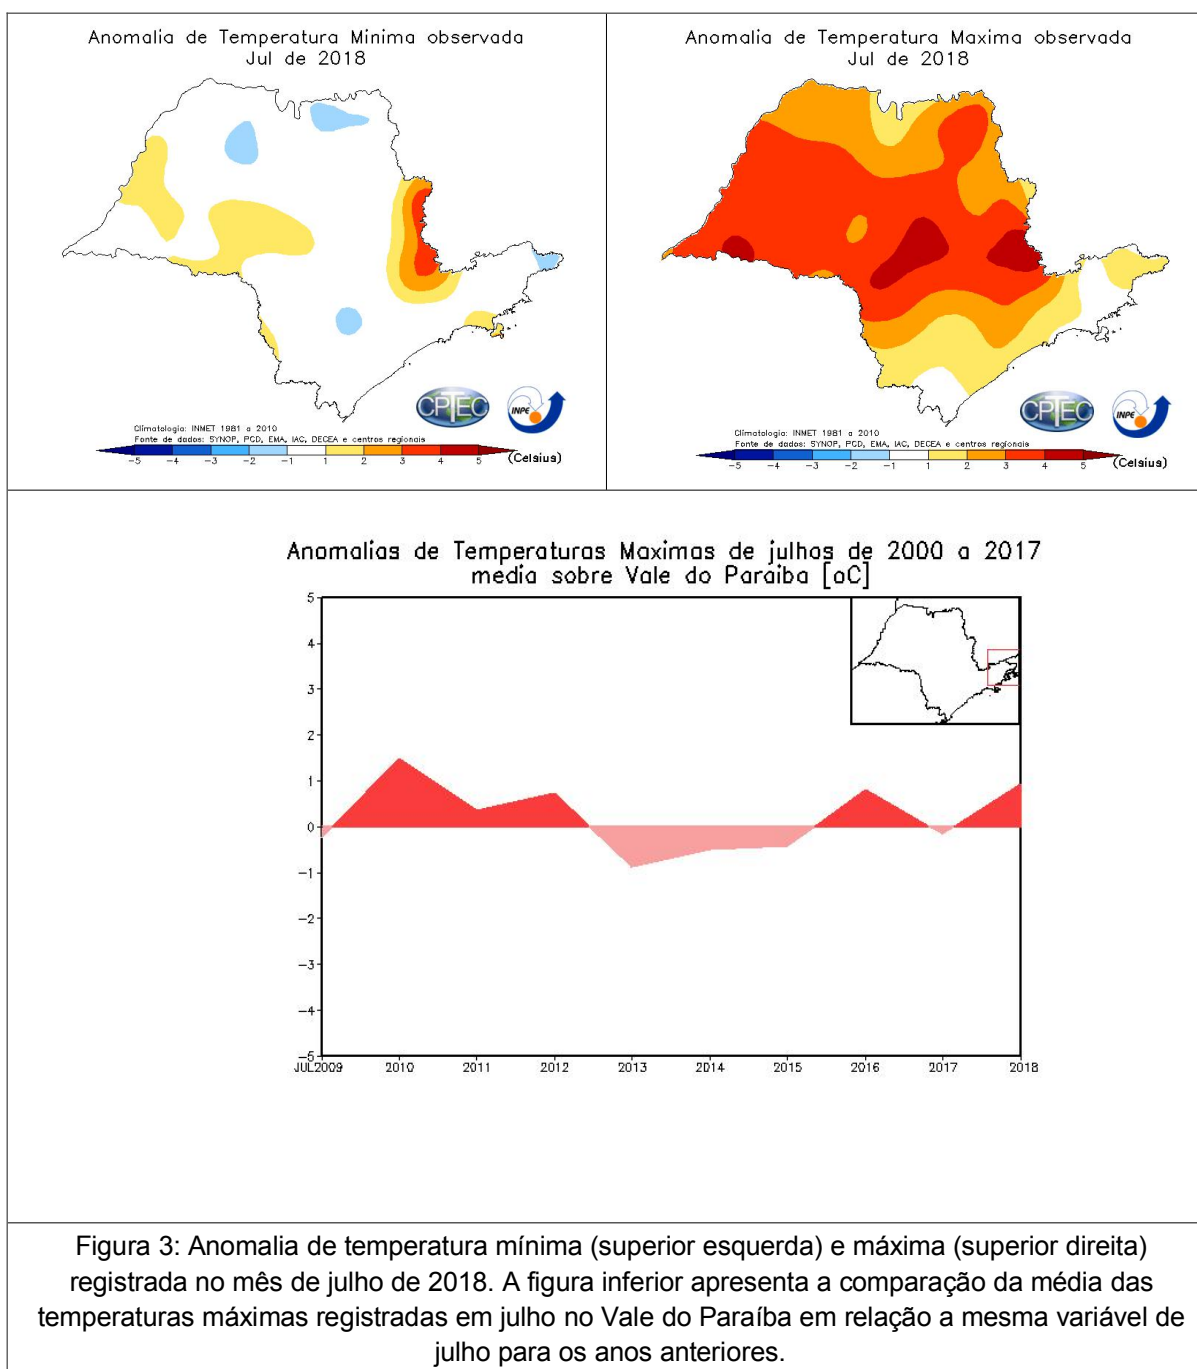 Anomalia de Temperatura Minima observada
Jul de 2018
CPTEC
INPE
Climatologia: INMET 1981 a 2010
Fonte de dados: SYNOP, PCD, EMA, IAC, DECEA e centros regionais
-5 -4 -3 -2 -1 1 2 3 4 5 (Celsius)
Anomalia de Temperatura Maxima observada
Jul de 2018
CPTEC
INPE
Climatologia: INMET 1981 a 2010
Fonte de dados: SYNOP, PCD, EMA, IAC, DECEA e centros regionais
-5 -4 -3 -2 -1 1 2 3 4 5 (Celsius)
Anomalias de Temperaturas Maximas de julhos de 2000 a 2017
media sobre Vale do Paraiba [oC]
5
4
3
2
1
0
-1
-2
-3
-4
-5
JUL2009 2010 2011 2012 2013 2014 2015 2016 2017 2018
Figura 3: Anomalia de temperatura mínima (superior esquerda) e máxima (superior direita)
registrada no mês de julho de 2018. A figura inferior apresenta a comparação da média das
temperaturas máximas registradas em julho no Vale do Paraíba em relação a mesma variável de
julho para os anos anteriores.